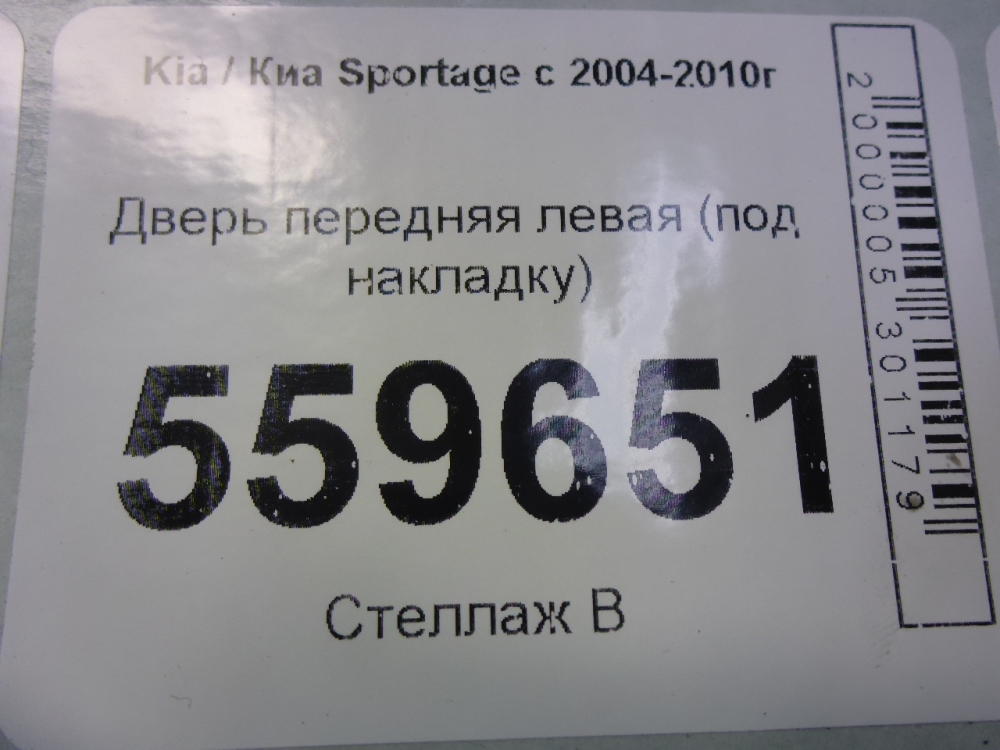 Kia / Киа Sportage с 2004-2010г
Дверь передняя левая (под
накладку)
559651
Стеллаж В
2000005301179